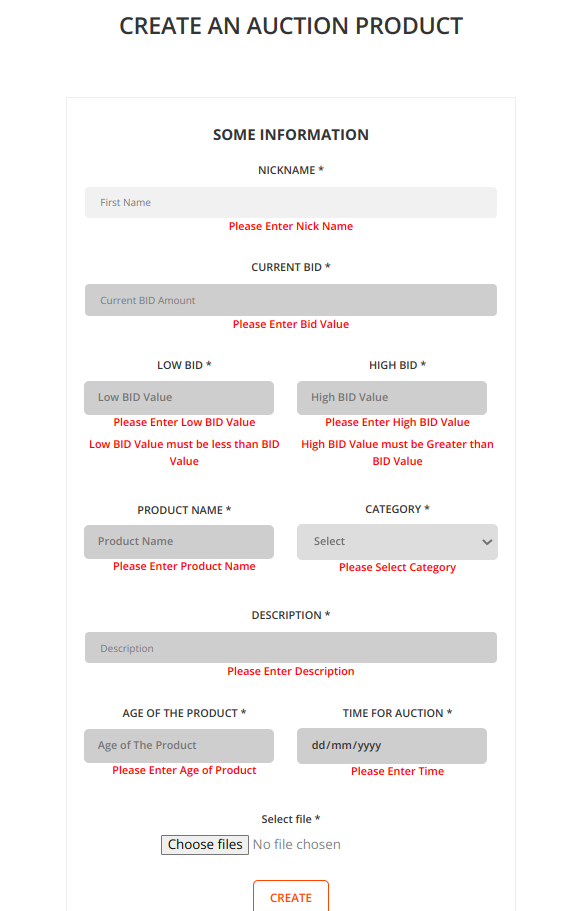 CREATE AN AUCTION PRODUCT
SOME INFORMATION
NICKNAME *
First Name
Please Enter Nick Name
CURRENT BID *
Current BID Amount
Please Enter Bid Value
LOW BID *
HIGH BID *
Low BID Value
High BID Value
Please Enter Low BID Value
Please Enter High BID Value
Low BID Value must be less than BID
Value
High BID Value must be Greater than
BID Value
PRODUCT NAME *
CATEGORY *
Product Name
Select
Please Enter Product Name
Please Select Category
DESCRIPTION *
Description
Please Enter Description
AGE OF THE PRODUCT *
TIME FOR AUCTION *
Age of The Product
dd/mm/yyyy
Please Enter Age of Product
Please Enter Time
Select file *
Choose files No file chosen
CREATE